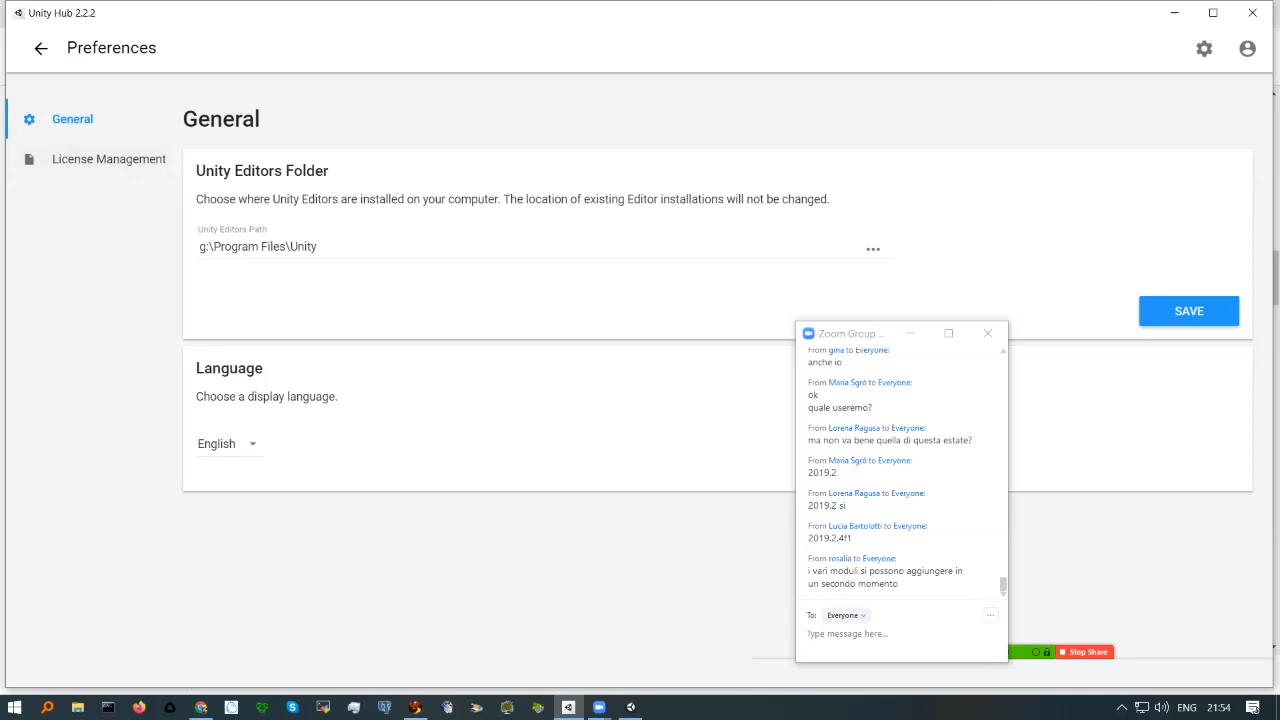 Unity Hub 2.2.2
Preferences
General
License Management
General
Unity Editors Folder
Choose where Unity Editors are installed on your computer. The location of existing Editor installations will not be changed.
Unity Editors Path
g:\Program Files\Unity
SAVE
Language
Choose a display language.
English
Zoom Group ...
From gina to Everyone:
anche io
From Maria Sgrò to Everyone:
ok
quale useremo?
From Lorena Ragusa to Everyone:
ma non va bene quella di questa estate?
From Maria Sgrò to Everyone:
2019.2
From Lorena Ragusa to Everyone:
2019.2 si
From Lucia Bartolotti to Everyone:
2019.2.4f1
From rosalia to Everyone:
i vari moduli si possono aggiungere in
un secondo momento
To: Everyone
Type message here...
Stop Share
ENG 21:54